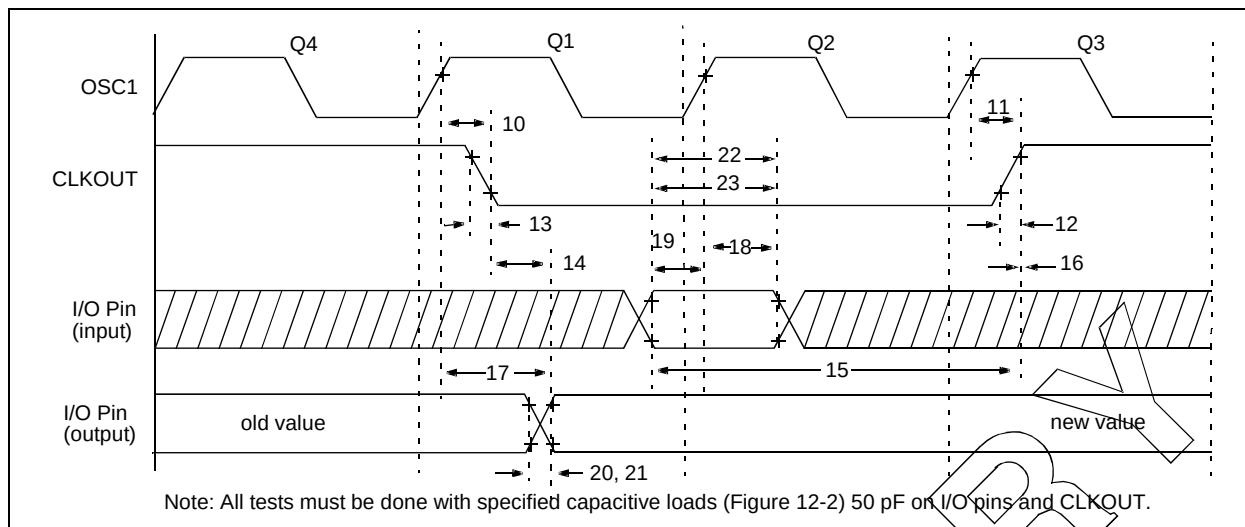 Q4 Q1 Q2 Q3
OSC1
10 11
22
CLKOUT
23
13 12
19 18
14 16
I/O Pin
(input)
17 15
I/O Pin
(output)
old value new value
20, 21
Note: All tests must be done with specified capacitive loads (Figure 12-2) 50 pF on I/O pins and CLKOUT.
R Y